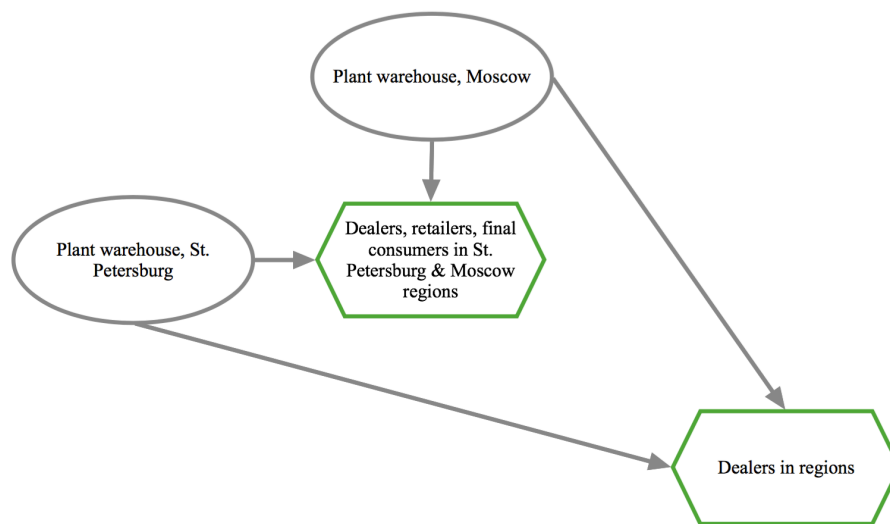 Plant warehouse, Moscow
Dealers, retailers, final
consumers in St.
Petersburg & Moscow
regions
Plant warehouse, St.
Petersburg
Dealers in regions